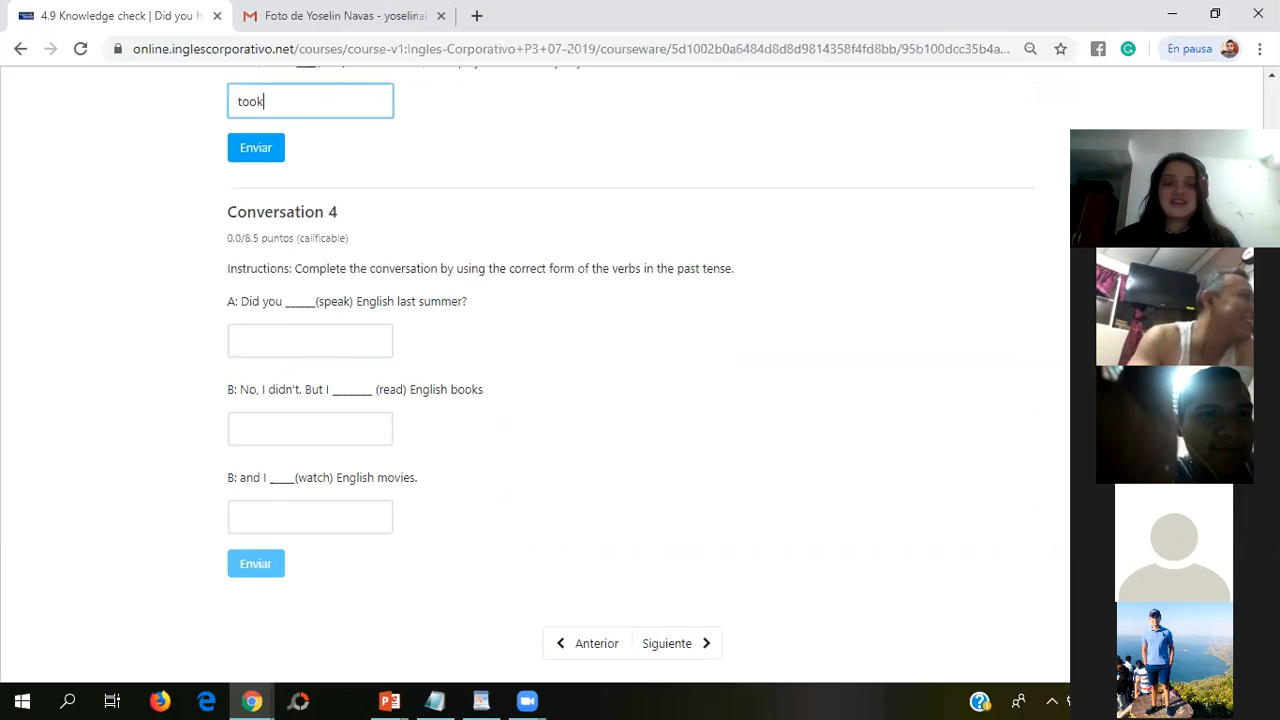 4.9 Knowledge check | Did you h
Foto de Yoselin Navas - yoselinal
online.inglescorporativo.net/courses/course-v1:Ingles-Corporativo+P3+07-2019/courseware/5d1002b0a6484d8d8d9814358f4fd8bb/95b100dcc35b4a...
En pausa
took
Enviar
Conversation 4
0.0/8.5 puntos (calificable)
Instructions: Complete the conversation by using the correct form of the verbs in the past tense.
A: Did you ______(speak) English last summer?
B: No, I didn't. But I ________ (read) English books
B: and I _____(watch) English movies.
Enviar
Anterior
Siguiente